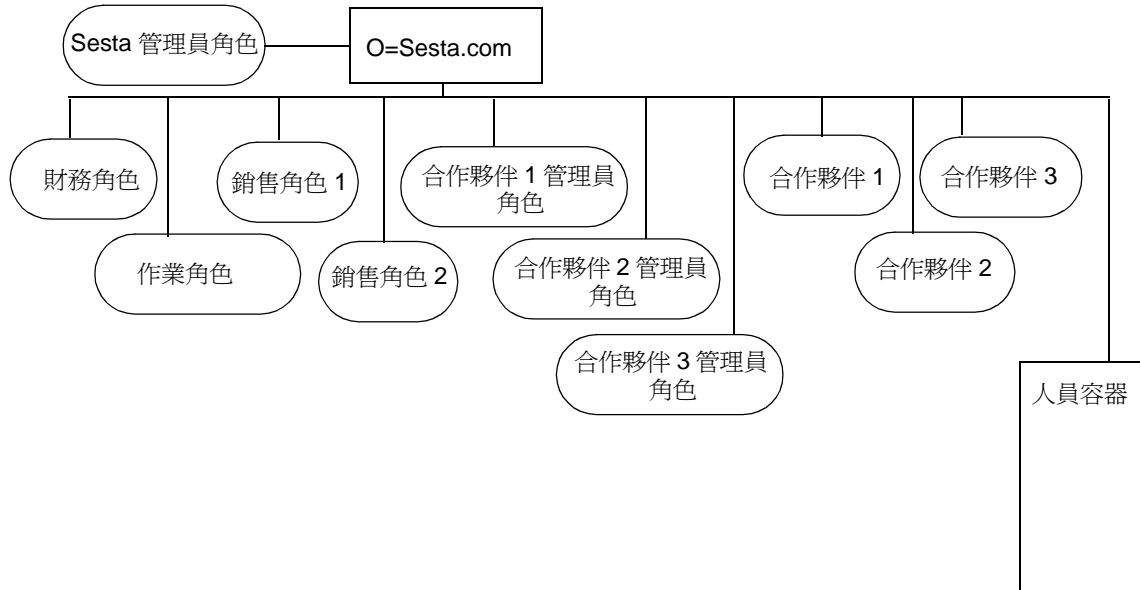 Sesta 管理員角色
O=Sesta.com
財務角色
銷售角色 1
合作夥伴 1 管理員
角色
合作夥伴 1
合作夥伴 3
作業角色
銷售角色 2
合作夥伴 2 管理員
角色
合作夥伴 2
合作夥伴 3 管理員
角色
人員容器